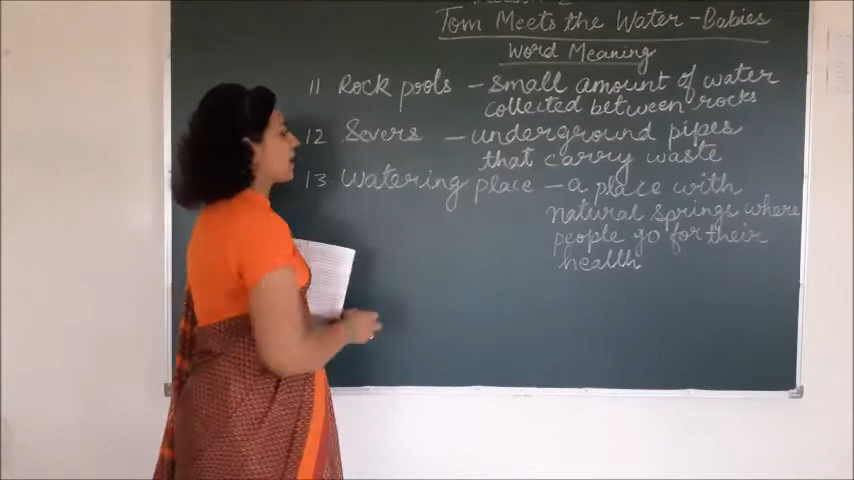 Tom Meets the Water-Babies
Word Meaning
11 Rock pools - small amount of water
collected between rocks
12 Severs - underground pipes
that carry waste
13 Watering place - a place with
natural springs where
people go for their
health